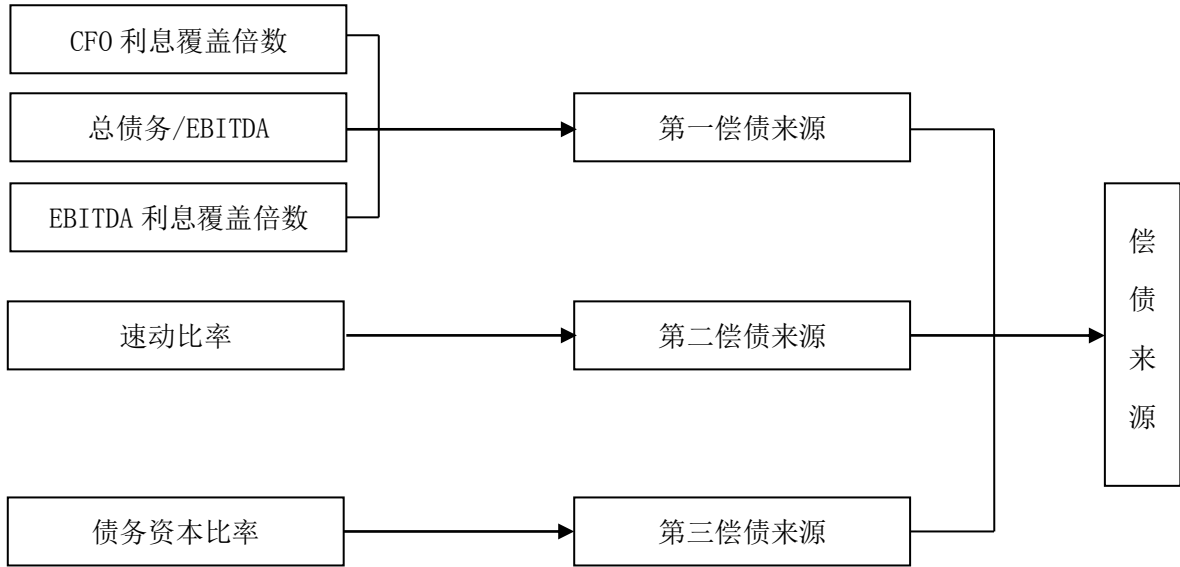 CFO 利息覆盖倍数
总债务/EBITDA
第一偿债来源
EBITDA 利息覆盖倍数
速动比率
第二偿债来源
债务资本比率
第三偿债来源
偿
债
来
源